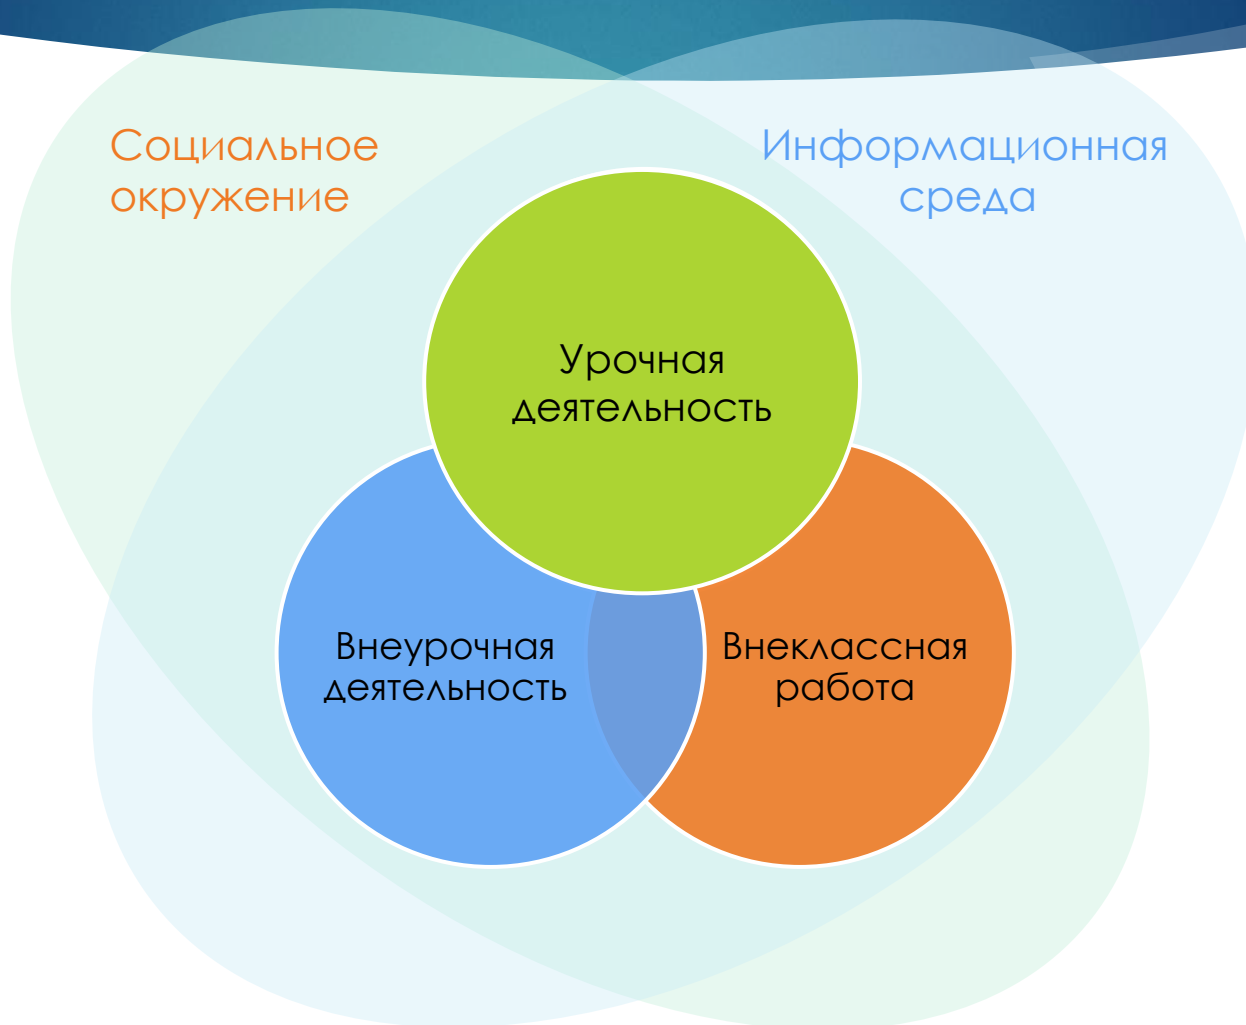 Социальное
окружение
Информационная
среда
Урочная
деятельность
Внеурочная
деятельность
Внеклассная
работа